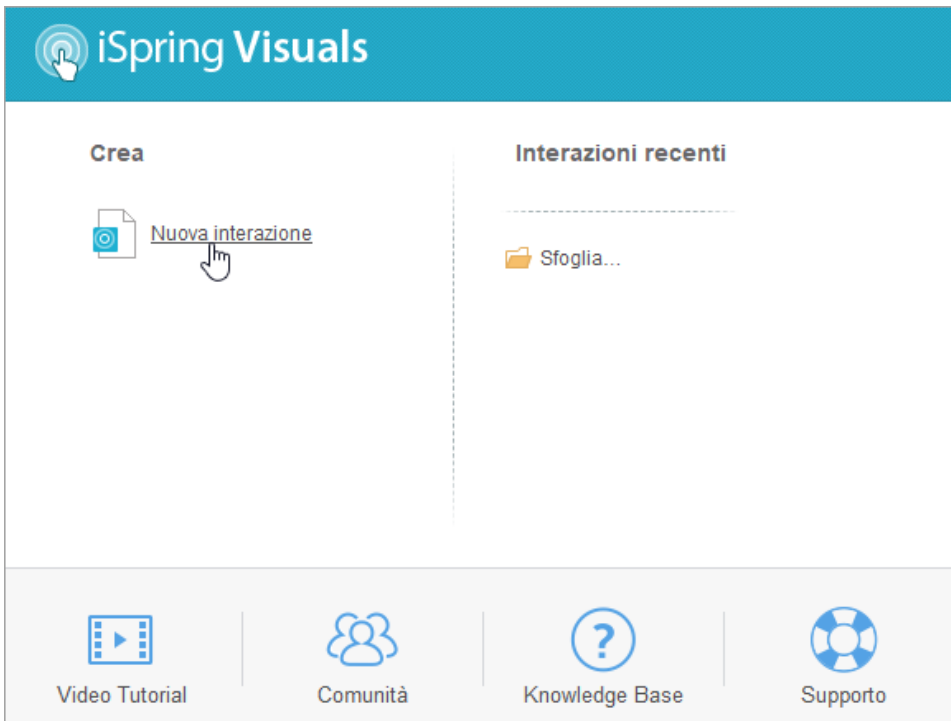 iSpring Visuals
Crea
Nuova interazione
Interazioni recenti
Sfoglia...
Video Tutorial
Comunità
Knowledge Base
Supporto